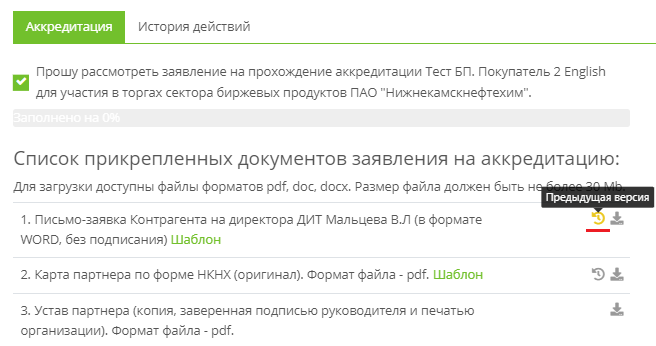 Аккредитация История действий
Прошу рассмотреть заявление на прохождение аккредитации Тест БП. Покупатель 2 English
для участия в торгах сектора биржевых продуктов ПАО "Нижнекамскнефтехим".
Заполнено на 0%
Список прикрепленных документов заявления на аккредитацию:
Для загрузки доступны файлы форматов pdf, doc, docx. Размер файла должен быть не более 30 Mb.
Предыдущая версия
1. Письмо-заявка Контрагента на директора ДИТ Мальцева В.Л (в формате
WORD, без подписания) Шаблон
2. Карта партнера по форме НКНХ (оригинал). Формат файла - pdf. Шаблон
3. Устав партнера (копия, заверенная подписью руководителя и печатью
организации). Формат файла - pdf.